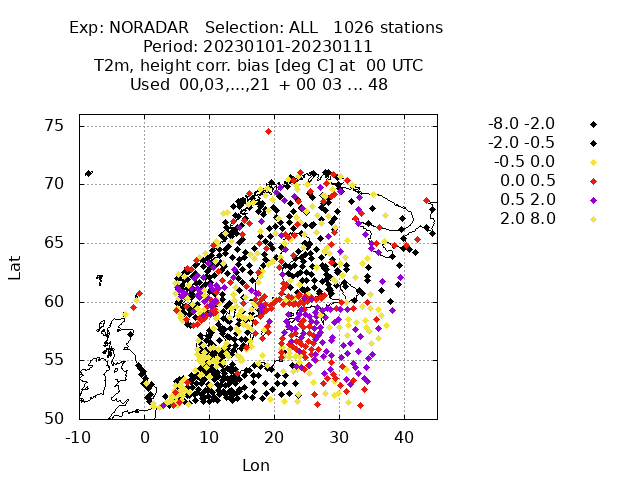 Exp: NORADAR   Selection: ALL   1026 stations
Period: 20230101-20230111
T2m, height corr. bias [deg C] at  00 UTC
Used  00,03,...,21  + 00 03 ... 48
-8.0 -2.0
-2.0 -0.5
-0.5 0.0
0.0 0.5
0.5 2.0
2.0 8.0
75
70
65
60
55
50
Lat
-10 0 10 20 30 40
Lon